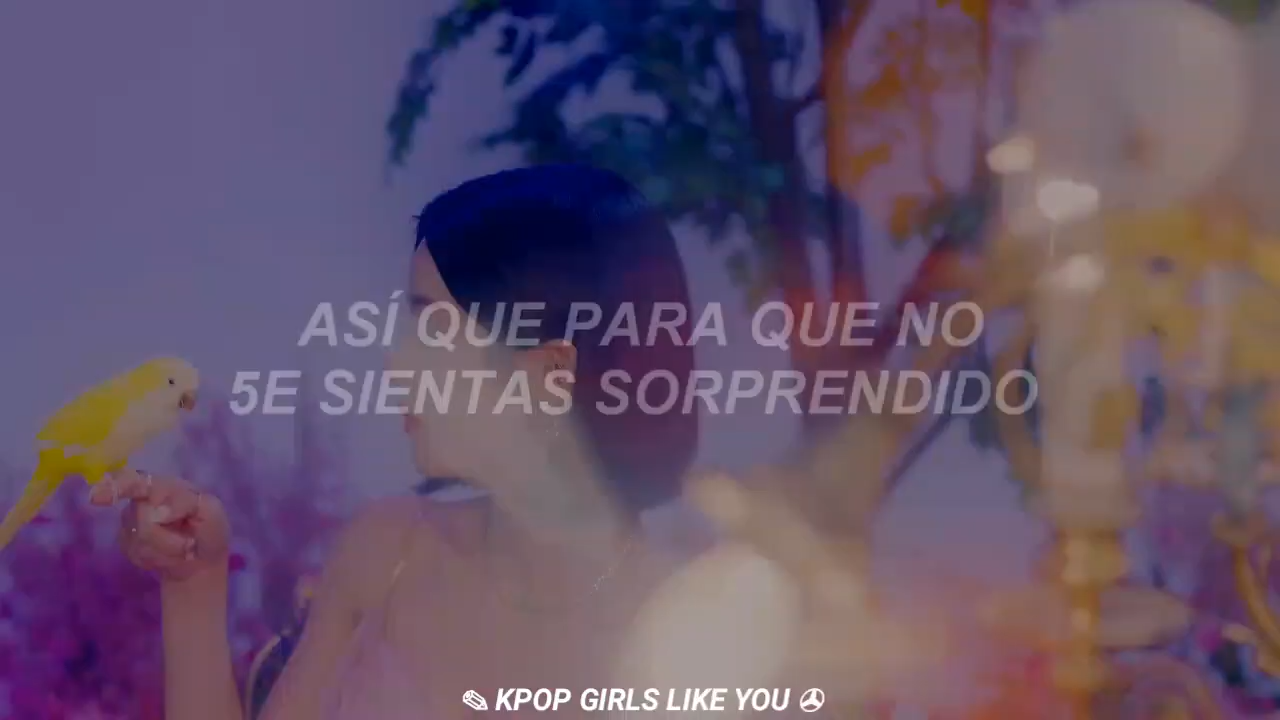 ASÍ QUE PARA QUE NO
5E SIENTAS SORPRENDIDO
✎ KPOP GIRLS LIKE YOU ✇